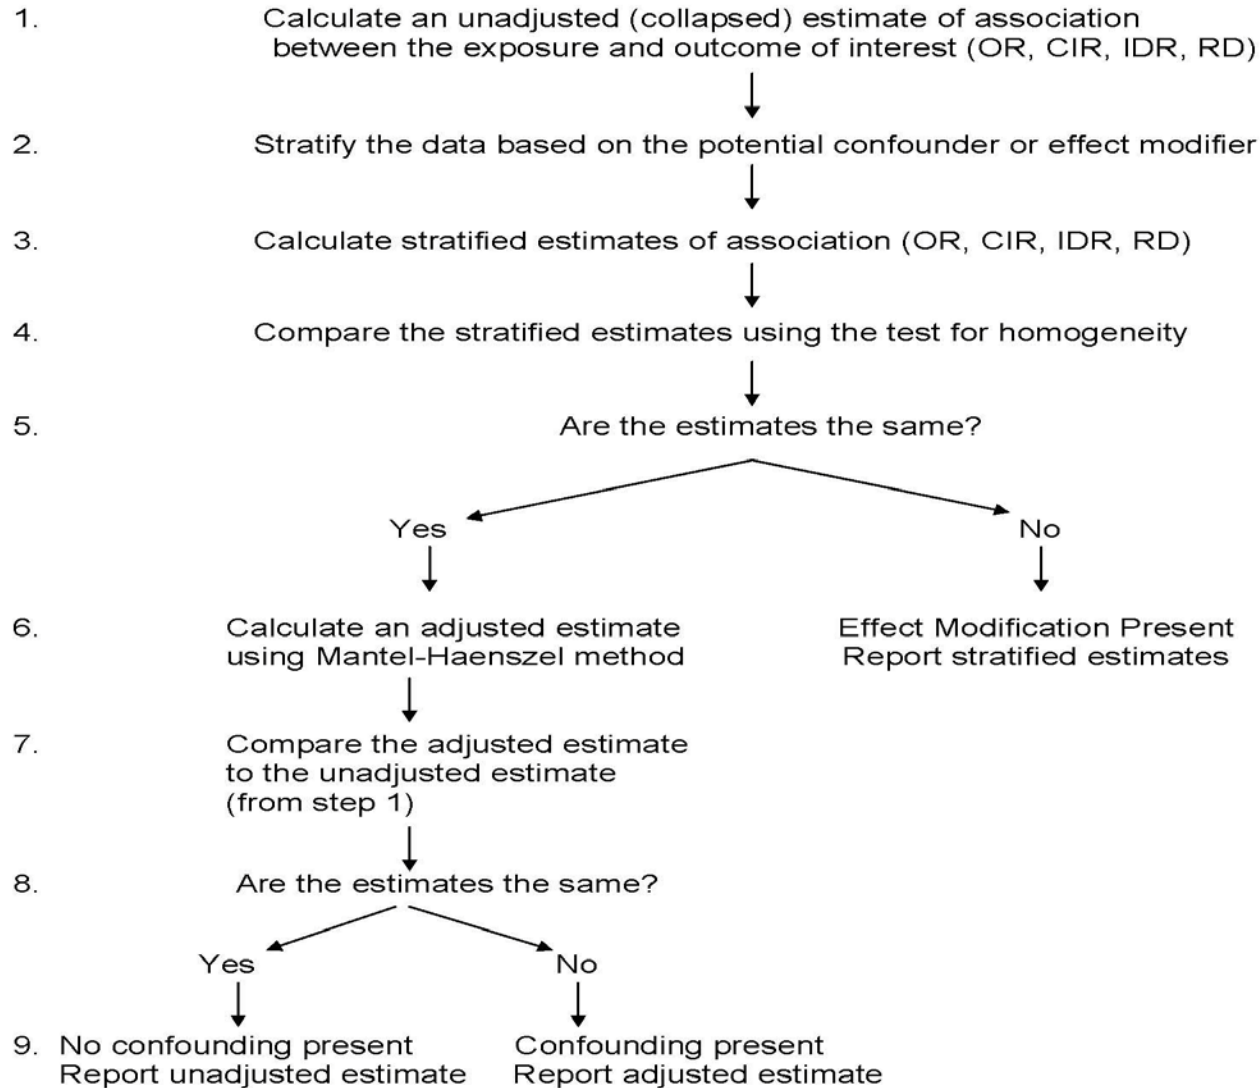 1. Calculate an unadjusted (collapsed) estimate of association
between the exposure and outcome of interest (OR, CIR, IDR, RD)
2. Stratify the data based on the potential confounder or effect modifier
3. Calculate stratified estimates of association (OR, CIR, IDR, RD)
4. Compare the stratified estimates using the test for homogeneity
5. Are the estimates the same?
Yes
No
6. Calculate an adjusted estimate
using Mantel-Haenszel method
Effect Modification Present
Report stratified estimates
7. Compare the adjusted estimate
to the unadjusted estimate
(from step 1)
8. Are the estimates the same?
Yes
No
9. No confounding present
Report unadjusted estimate
Confounding present
Report adjusted estimate